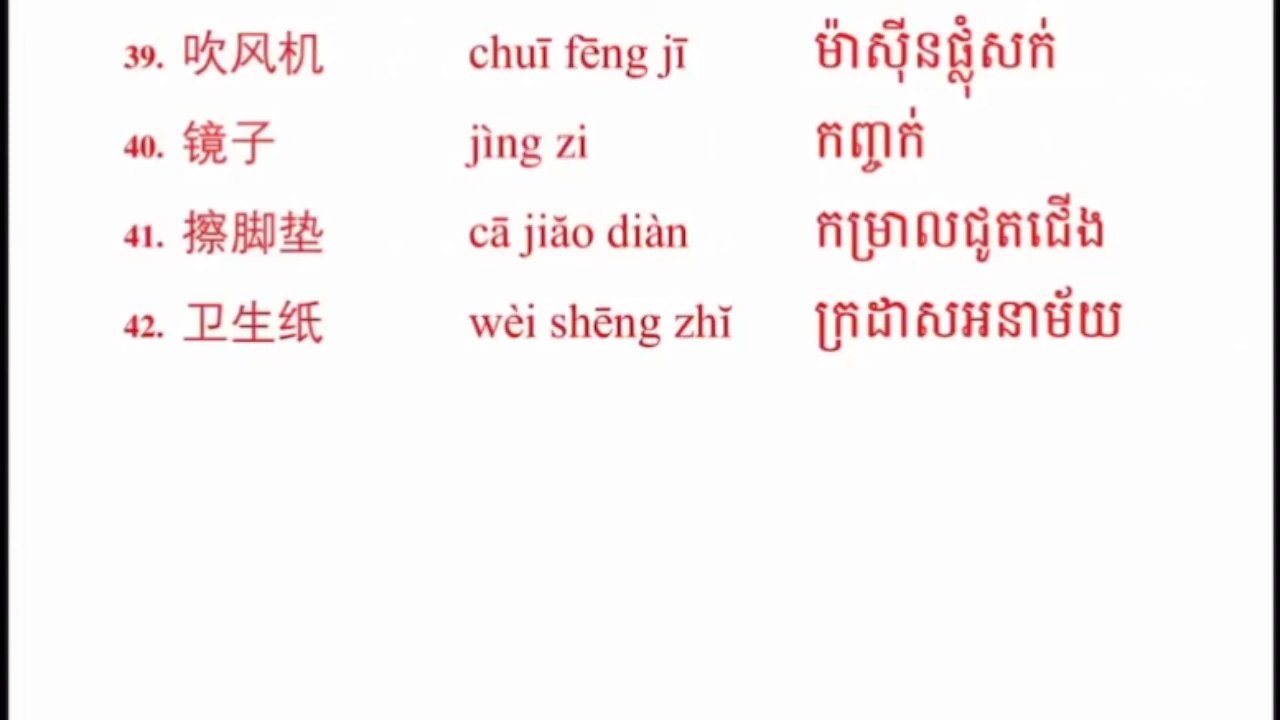 39. 吹风机 chuī fēng jī ម៉ាស៊ីនផ្លុំសក់
40. 镜子 jìng zi កញ្ចក់
41. 擦脚垫 cā jiǎo diàn កម្រាលជូតជើង
42. 卫生纸 wèi shēng zhǐ ក្រដាសអនាម័យ